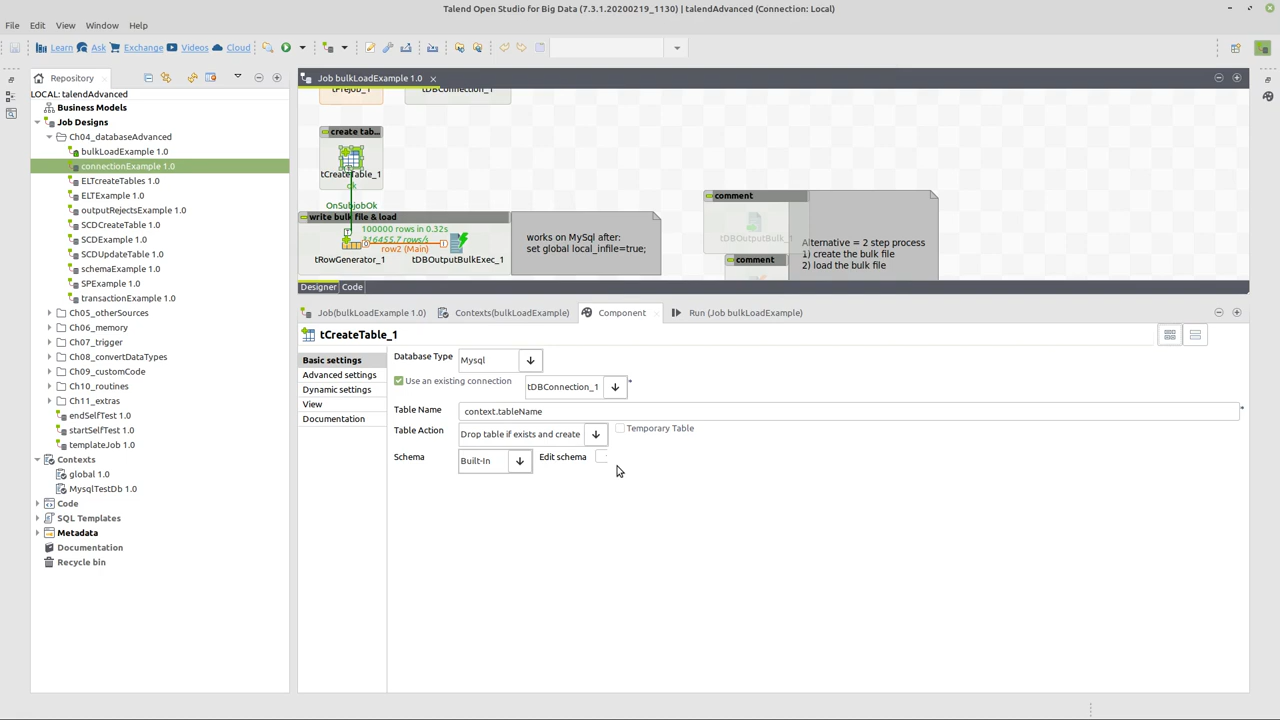 Talend Open Studio for Big Data (7.3.1.20200219_1130) | talendAdvanced (Connection: Local)
File Edit View Window Help
Learn Ask Exchange Videos Cloud
Repository
LOCAL: talendAdvanced
Business Models
Job Designs
Ch04_databaseAdvanced
bulkLoadExample 1.0
connectionExample 1.0
ELTcreateTables 1.0
ELTExample 1.0
outputRejectsExample 1.0
SCDCreateTable 1.0
SCDExample 1.0
SCDUpdateTable 1.0
schemaExample 1.0
SPExample 1.0
transactionExample 1.0
Ch05_otherSources
Ch06_memory
Ch07_trigger
Ch08_convertDataTypes
Ch09_customCode
Ch10_routines
Ch11_extras
endSelfTest 1.0
startSelfTest 1.0
templateJob 1.0
Contexts
global 1.0
MysqlTestDb 1.0
Code
SQL Templates
Metadata
Documentation
Recycle bin
Job bulkLoadExample 1.0
tPrejob_1
tDBConnection_1
create tab...
tCreateTable_1
ok
OnSubjobOk
write bulk file & load
100000 rows in 0.32s
316455.7 rows/s
row2 (Main)
tRowGenerator_1
tDBOutputBulkExec_1
works on MySql after:
set global local_infile=true;
comment
tDBOutputBulk_1
comment
Alternative = 2 step process
1) create the bulk file
2) load the bulk file
Designer Code
Job(bulkLoadExample 1.0)
Contexts(bulkLoadExample)
Component
Run (Job bulkLoadExample)
tCreateTable_1
Basic settings
Advanced settings
Dynamic settings
View
Documentation
Database Type Mysql
Use an existing connection tDBConnection_1 *
Table Name context.tableName *
Table Action Drop table if exists and create Temporary Table
Schema Built-In Edit schema